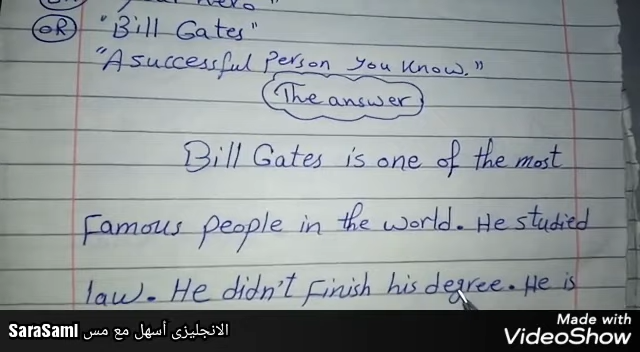 OR "Bill Gates"
"A successful Person you know."
The answer
Bill Gates is one of the most
Famous people in the world. He studied
law. He didn't Finish his degree. He is
SaraSamI الانجليزى أسهل مع مس
Made with
VideoShow